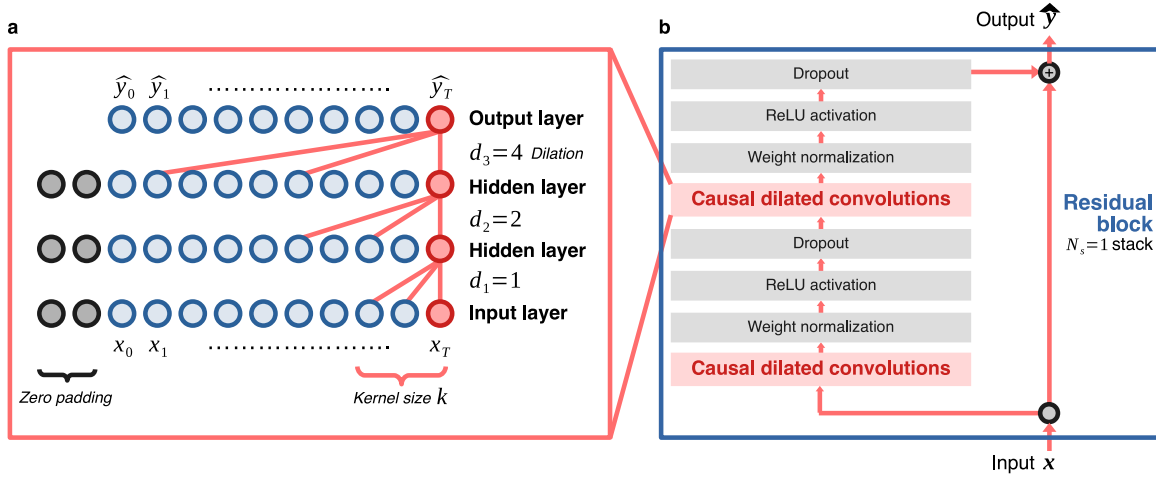 a
ŷ₀ ŷ₁ ........................ ŷ_T
Output layer
d₃=4 Dilation
Hidden layer
d₂=2
Hidden layer
d₁=1
Input layer
x₀ x₁ ........................ x_T
Zero padding
Kernel size k
b
Output ŷ
+
Dropout
ReLU activation
Weight normalization
Causal dilated convolutions
Dropout
ReLU activation
Weight normalization
Causal dilated convolutions
Residual
block
Nₛ=1 stack
Input x